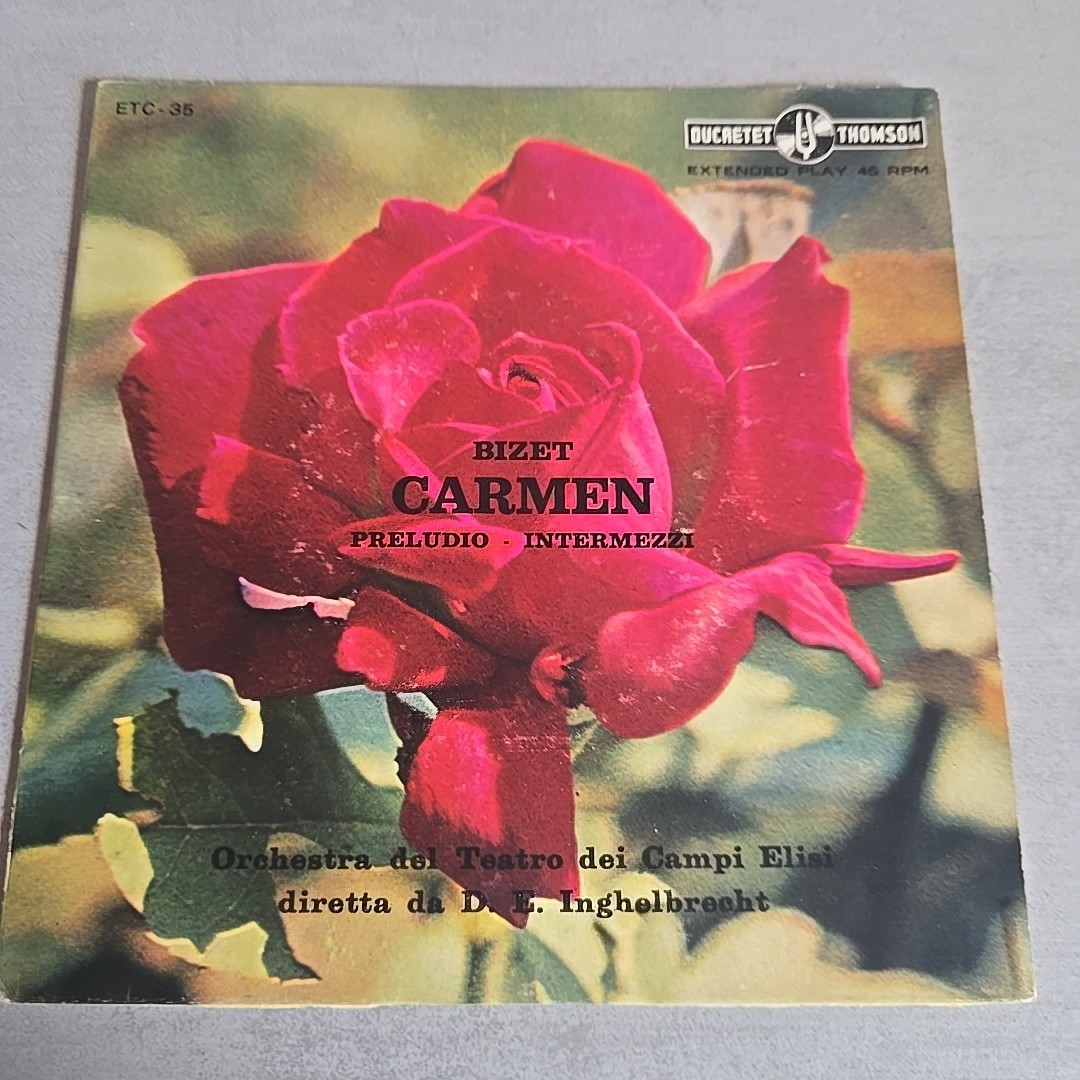 ETC-35
DUCRETET THOMSON
EXTENDED PLAY 45 RPM
BIZET
CARMEN
PRELUDIO - INTERMEZZI
Orchestra del Teatro dei Campi Elisi
diretta da D. E. Inghelbrecht